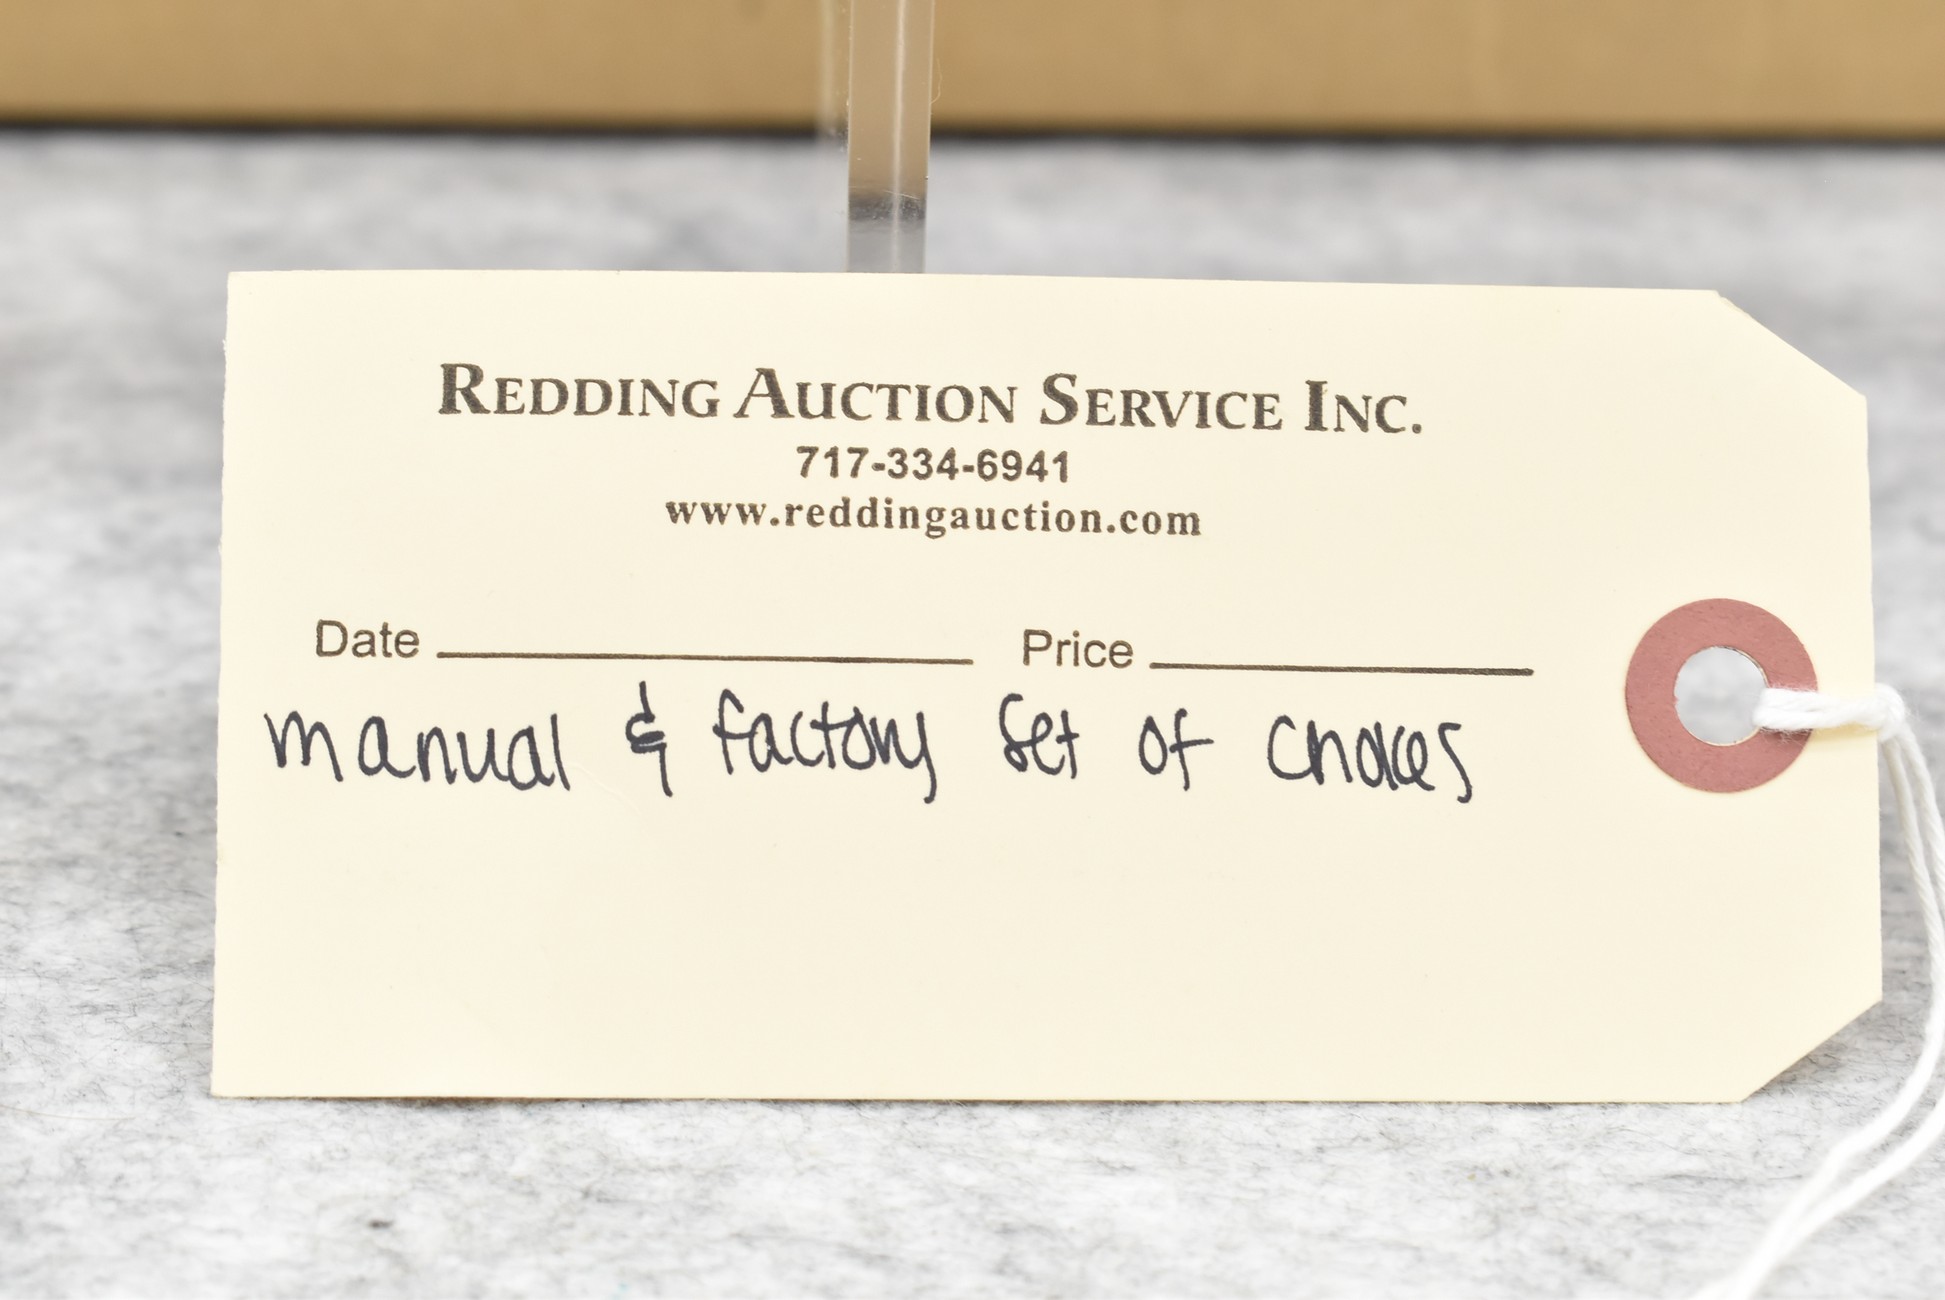 REDDING AUCTION SERVICE INC.
717-334-6941
www.reddingauction.com
Date Price
manual & factory set of chokes